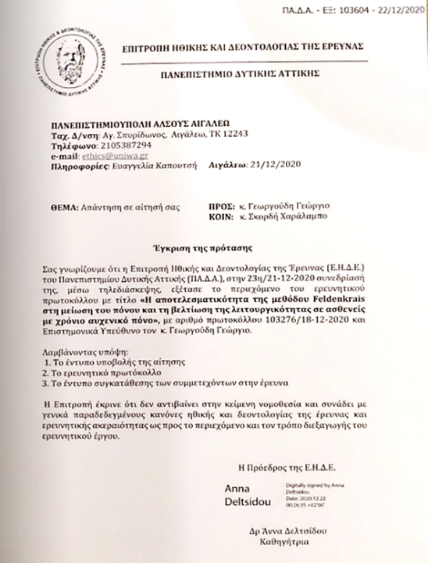 ΠΑ.Δ.Α. - ΕΞ: 103604 - 22/12/2020
ΕΠΙΤΡΟΠΗ ΗΘΙΚΗΣ ΚΑΙ ΔΕΟΝΤΟΛΟΓΙΑΣ ΤΗΣ ΕΡΕΥΝΑΣ
ΠΑΝΕΠΙΣΤΗΜΙΟ ΔΥΤΙΚΗΣ ΑΤΤΙΚΗΣ
ΠΑΝΕΠΙΣΤΗΜΙΟΥΠΟΛΗ ΑΛΣΟΥΣ ΑΙΓΑΛΕΩ
Ταχ. Δ/νση: Αγ. Σπυρίδωνος, Αιγάλεω, ΤΚ 12243
Τηλέφωνο: 2105387294
e-mail: ethics@uniwa.gr
Πληροφορίες: Ευαγγελία Καπουτσή Αιγάλεω: 21/12/2020
ΘΕΜΑ: Απάντηση σε αίτησή σας
ΠΡΟΣ: κ. Γεωργούδη Γεώργιο
ΚΟΙΝ: κ. Σκορδή Χαράλαμπο
Έγκριση της πρότασης
Σας γνωρίζουμε ότι η Επιτροπή Ηθικής και Δεοντολογίας της Έρευνας (Ε.Η.Δ.Ε.)
του Πανεπιστημίου Δυτικής Αττικής (ΠΑ.Δ.Α.), στην 23η/21-12-2020 συνεδρίασή
της, μέσω τηλεδιάσκεψης, εξέτασε το περιεχόμενο του ερευνητικού
πρωτοκόλλου με τίτλο «Η αποτελεσματικότητα της μεθόδου Feldenkrais
στη μείωση του πόνου και τη βελτίωση της λειτουργικότητας σε ασθενείς
με χρόνιο αυχενικό πόνο», με αριθμό πρωτοκόλλου 103276/18-12-2020 και
Επιστημονικά Υπεύθυνο τον κ. Γεωργούδη Γεώργιο.
Λαμβάνοντας υπόψη:
1. Το έντυπο υποβολής της αίτησης
2. Το ερευνητικό πρωτόκολλο
3. Το έντυπο συγκατάθεσης των συμμετεχόντων στην έρευνα
Η Επιτροπή έκρινε ότι δεν αντιβαίνει στην κείμενη νομοθεσία και συνάδει με
γενικά παραδεδεγμένους κανόνες ηθικής και δεοντολογίας της έρευνας και
ερευνητικής ακεραιότητας ως προς το περιεχόμενο και τον τρόπο διεξαγωγής του
ερευνητικού έργου.
Η Πρόεδρος της Ε.Η.Δ.Ε.
Anna
Deltsidou
Digitally signed by Anna
Deltsidou
Date: 2020.12.22
00:26:35 +02'00'
Δρ Άννα Δελτσίδου
Καθηγήτρια